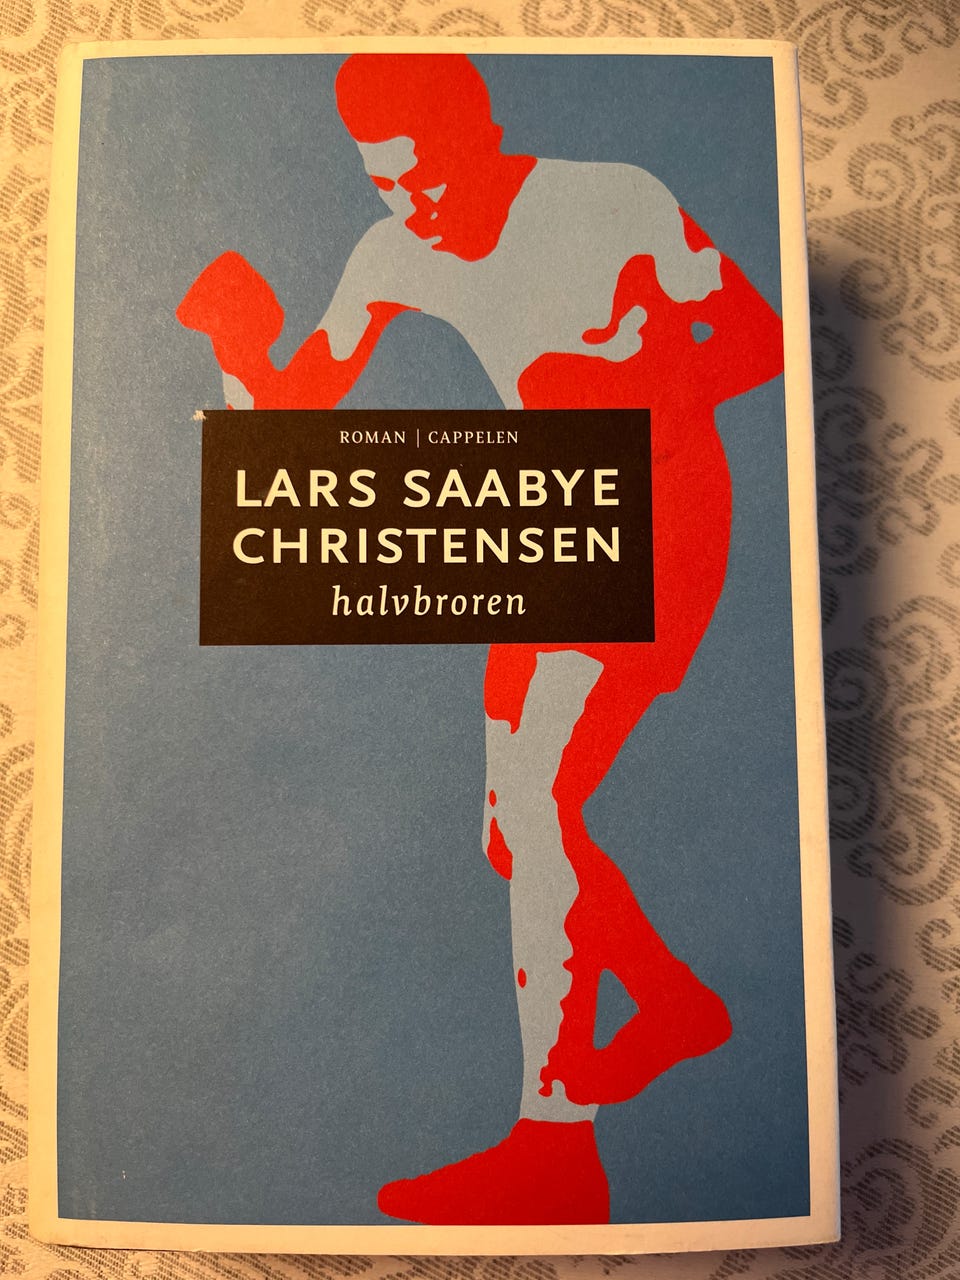 ROMAN | CAPPELEN
LARS SAABYE
CHRISTENSEN
halvbroren